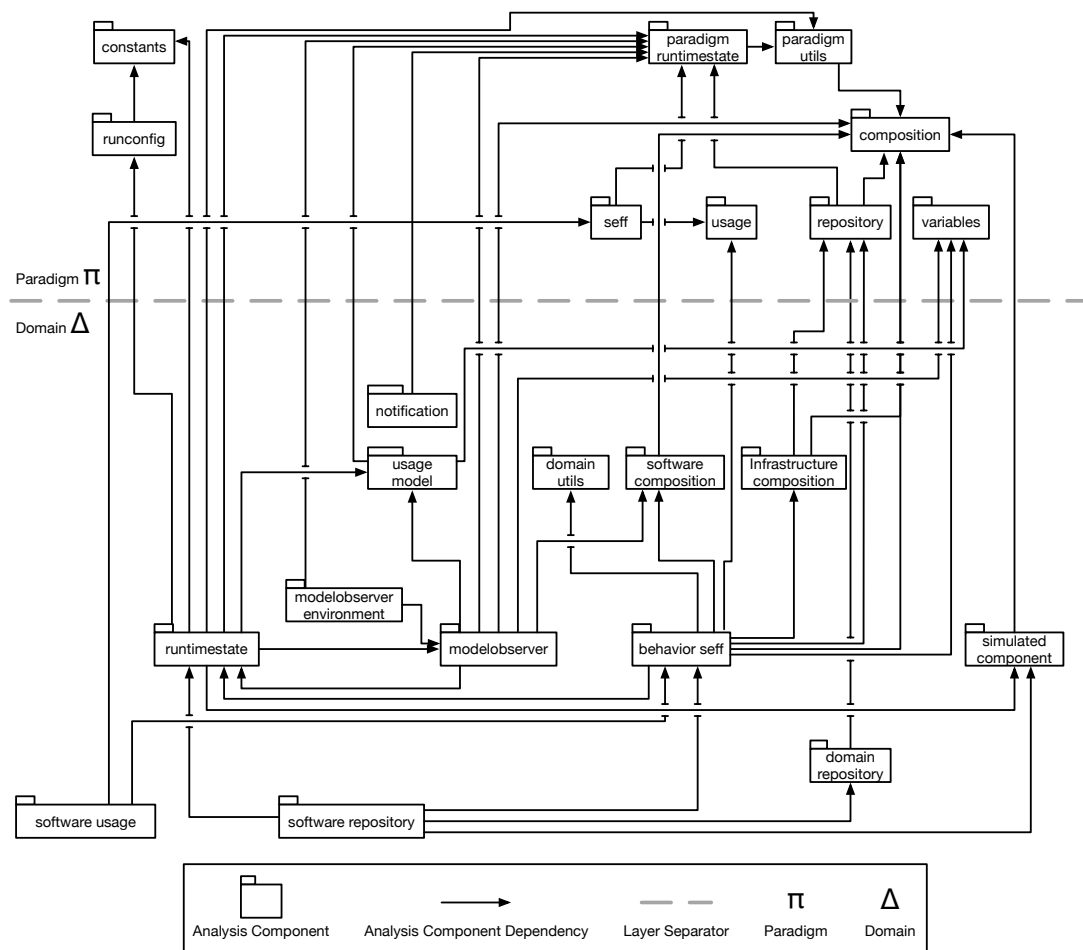 constants
paradigm
runtimestate
paradigm
utils
runconfig
composition
seff
usage
repository
variables
Paradigm π
Domain Δ
notification
usage
model
domain
utils
software
composition
Infrastructure
composition
modelobserver
environment
runtimestate
modelobserver
behavior seff
simulated
component
domain
repository
software usage
software repository
π
Δ
Analysis Component
Analysis Component Dependency
Layer Separator
Paradigm
Domain